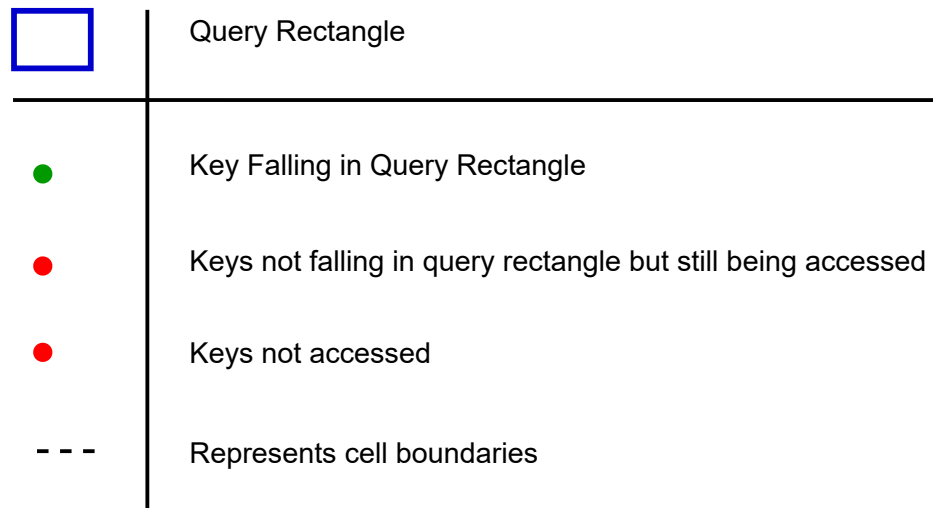 Query Rectangle
Key Falling in Query Rectangle
Keys not falling in query rectangle but still being accessed
Keys not accessed
Represents cell boundaries